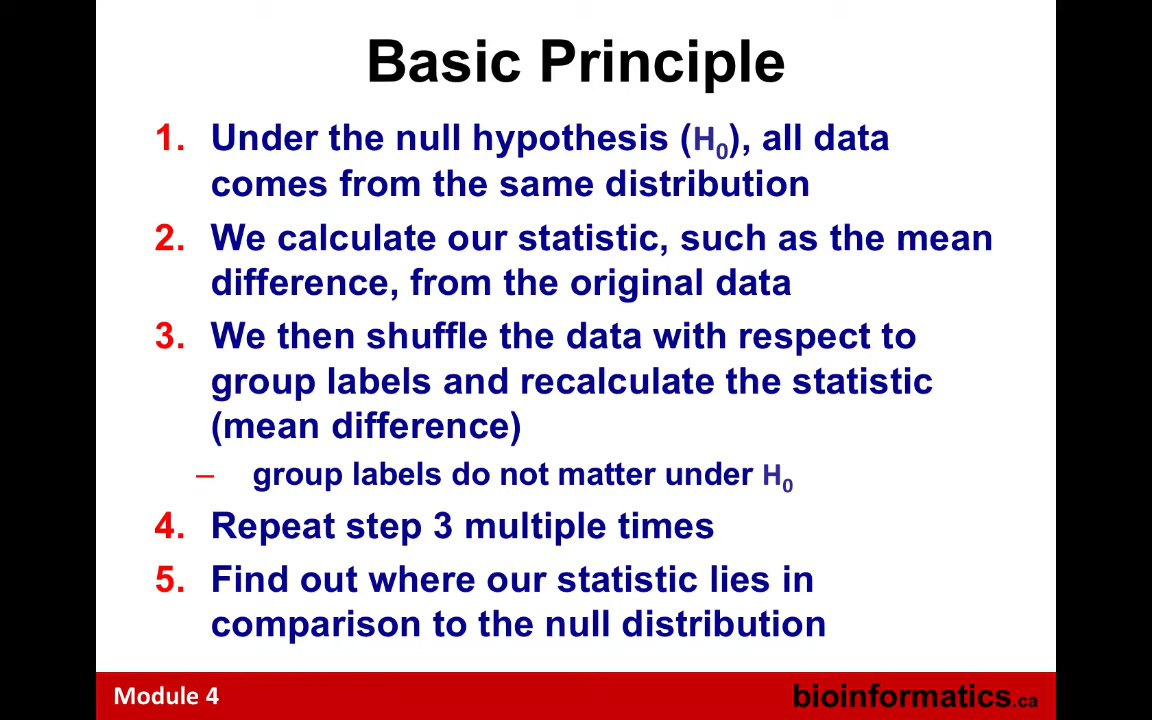 Basic Principle
1. Under the null hypothesis (H₀), all data
comes from the same distribution
2. We calculate our statistic, such as the mean
difference, from the original data
3. We then shuffle the data with respect to
group labels and recalculate the statistic
(mean difference)
– group labels do not matter under H₀
4. Repeat step 3 multiple times
5. Find out where our statistic lies in
comparison to the null distribution
Module 4
bioinformatics.ca